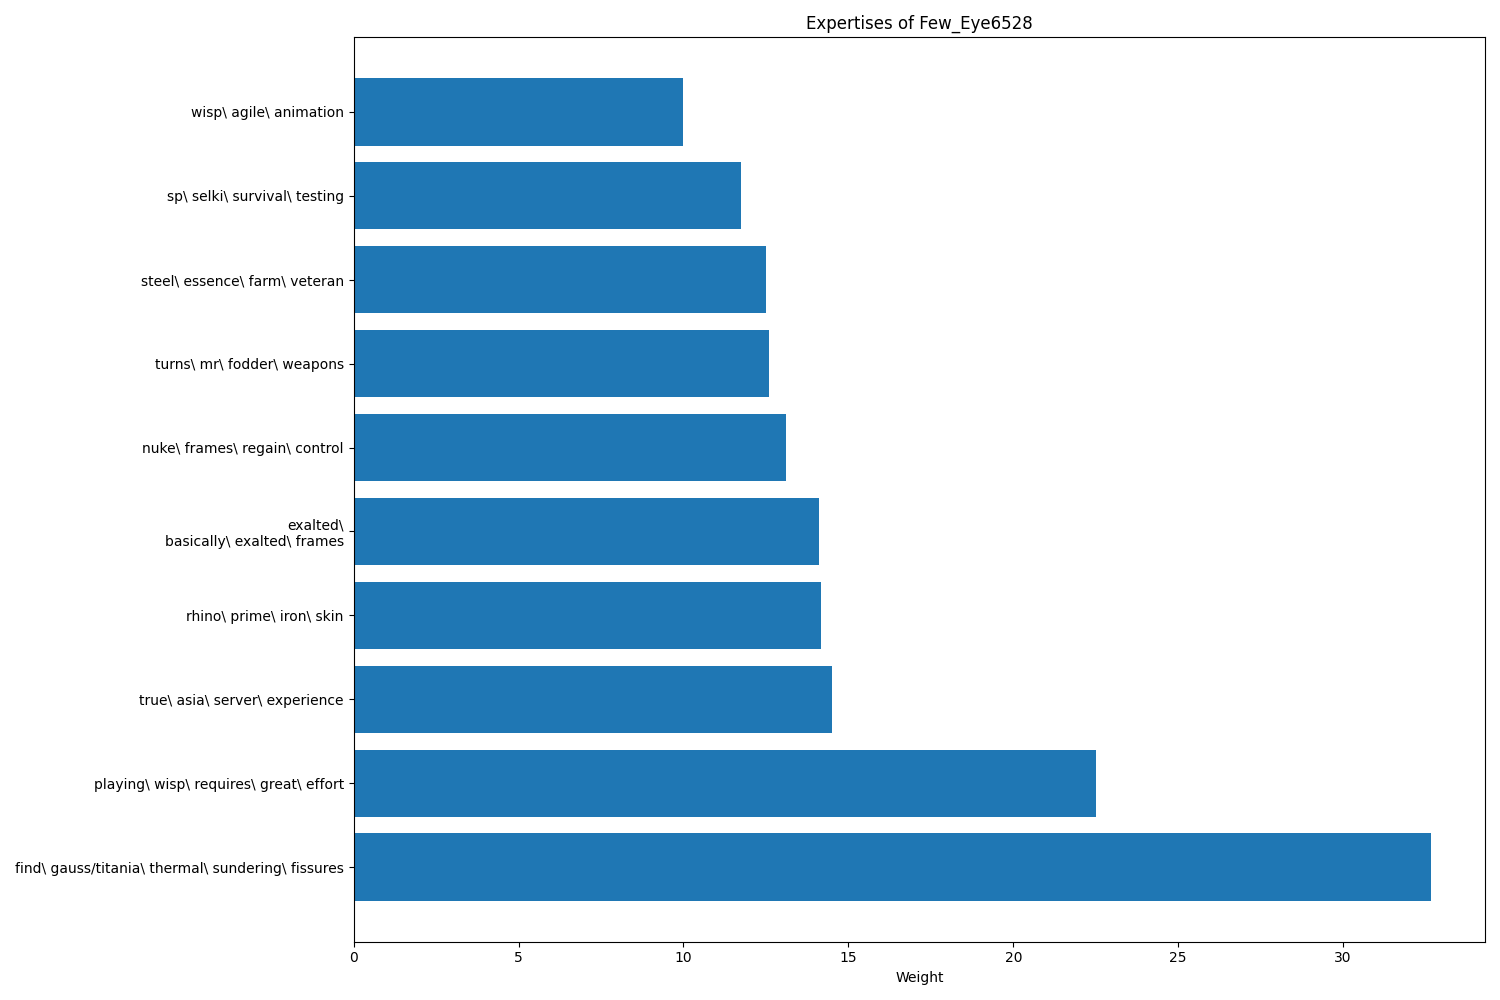 Expertises of Few_Eye6528
wisp\ agile\ animation
sp\ selki\ survival\ testing
steel\ essence\ farm\ veteran
turns\ mr\ fodder\ weapons
nuke\ frames\ regain\ control
exalted\
basically\ exalted\ frames
rhino\ prime\ iron\ skin
true\ asia\ server\ experience
playing\ wisp\ requires\ great\ effort
find\ gauss/titania\ thermal\ sundering\ fissures
0 5 10 15 20 25 30
Weight